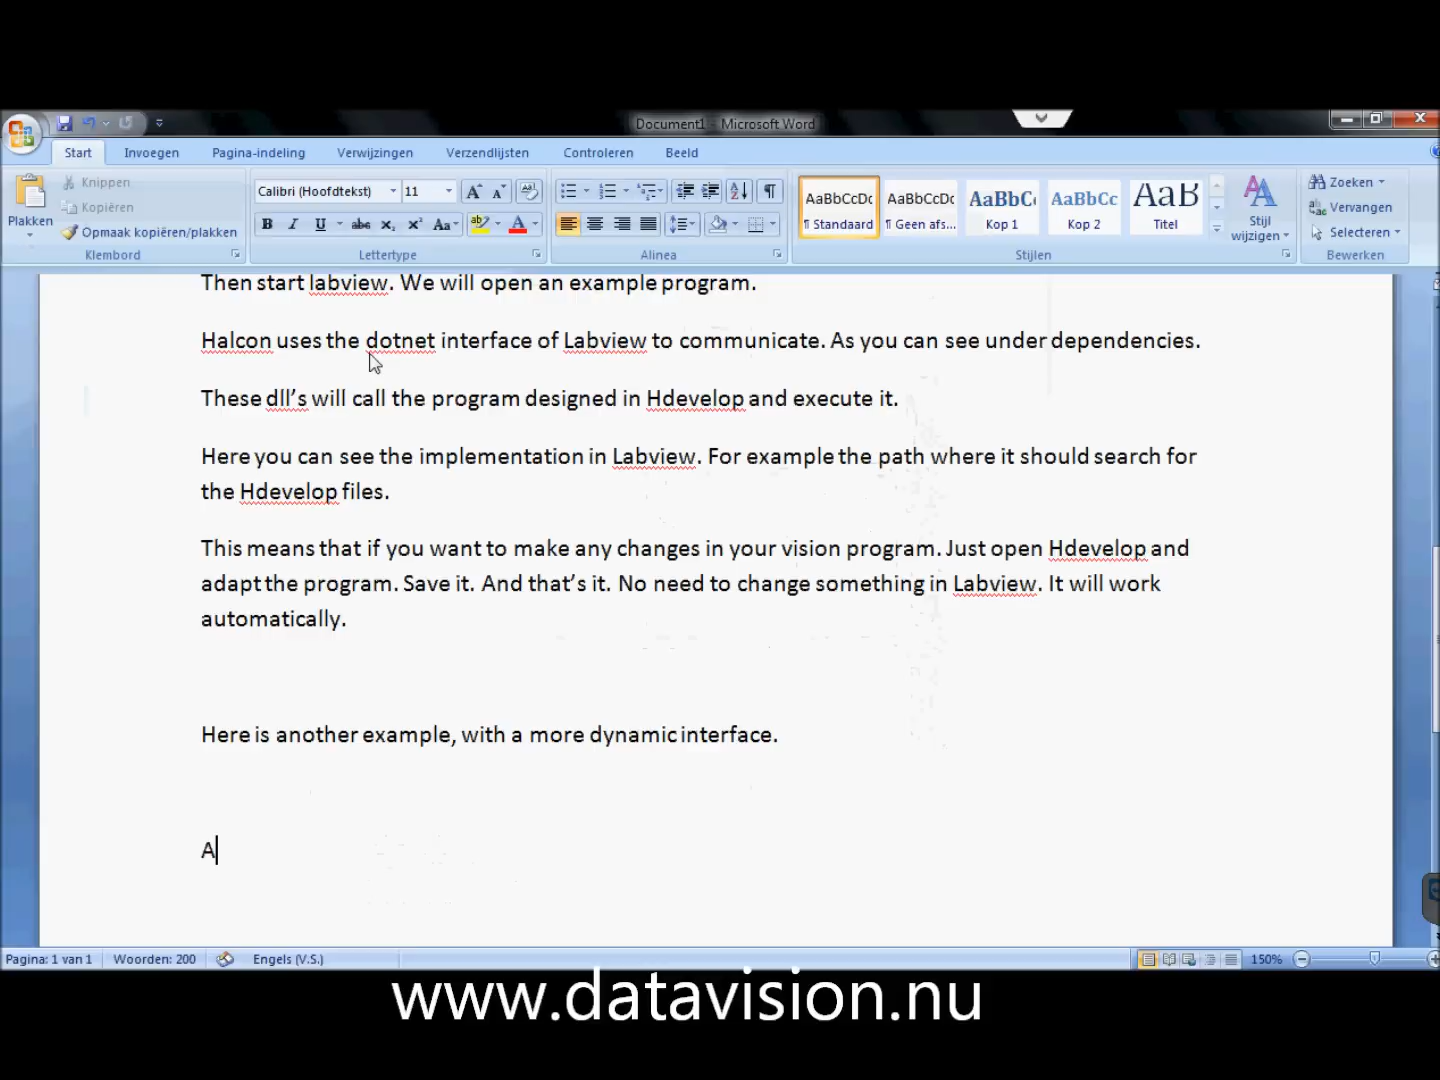 Document1 - Microsoft Word
Start Invoegen Pagina-indeling Verwijzingen Verzendlijsten Controleren Beeld
Plakken
Knippen
Kopiëren
Opmaak kopiëren/plakken
Klembord
Calibri (Hoofdtekst) 11
B I U abe x₂ x² Aa ab A
Lettertype
Alinea
AaBbCcDc AaBbCcDc AaBbC AaBbCc AaB
¶ Standaard ¶ Geen afs... Kop 1 Kop 2 Titel
Stijlen
Stijl
wijzigen
Zoeken
Vervangen
Selecteren
Bewerken
Then start labview. We will open an example program.
Halcon uses the dotnet interface of Labview to communicate. As you can see under dependencies.
These dll’s will call the program designed in Hdevelop and execute it.
Here you can see the implementation in Labview. For example the path where it should search for
the Hdevelop files.
This means that if you want to make any changes in your vision program. Just open Hdevelop and
adapt the program. Save it. And that’s it. No need to change something in Labview. It will work
automatically.
Here is another example, with a more dynamic interface.
A
Pagina: 1 van 1 Woorden: 200 Engels (V.S.) 150%
www.datavision.nu